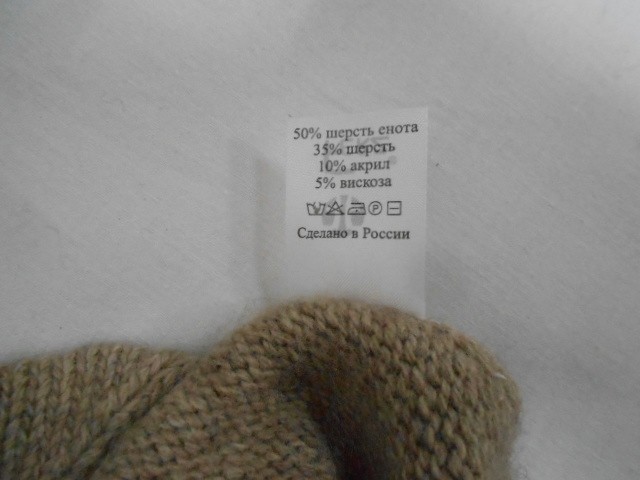 50% шерсть енота
35% шерсть
10% акрил
5% вискоза
Сделано в России